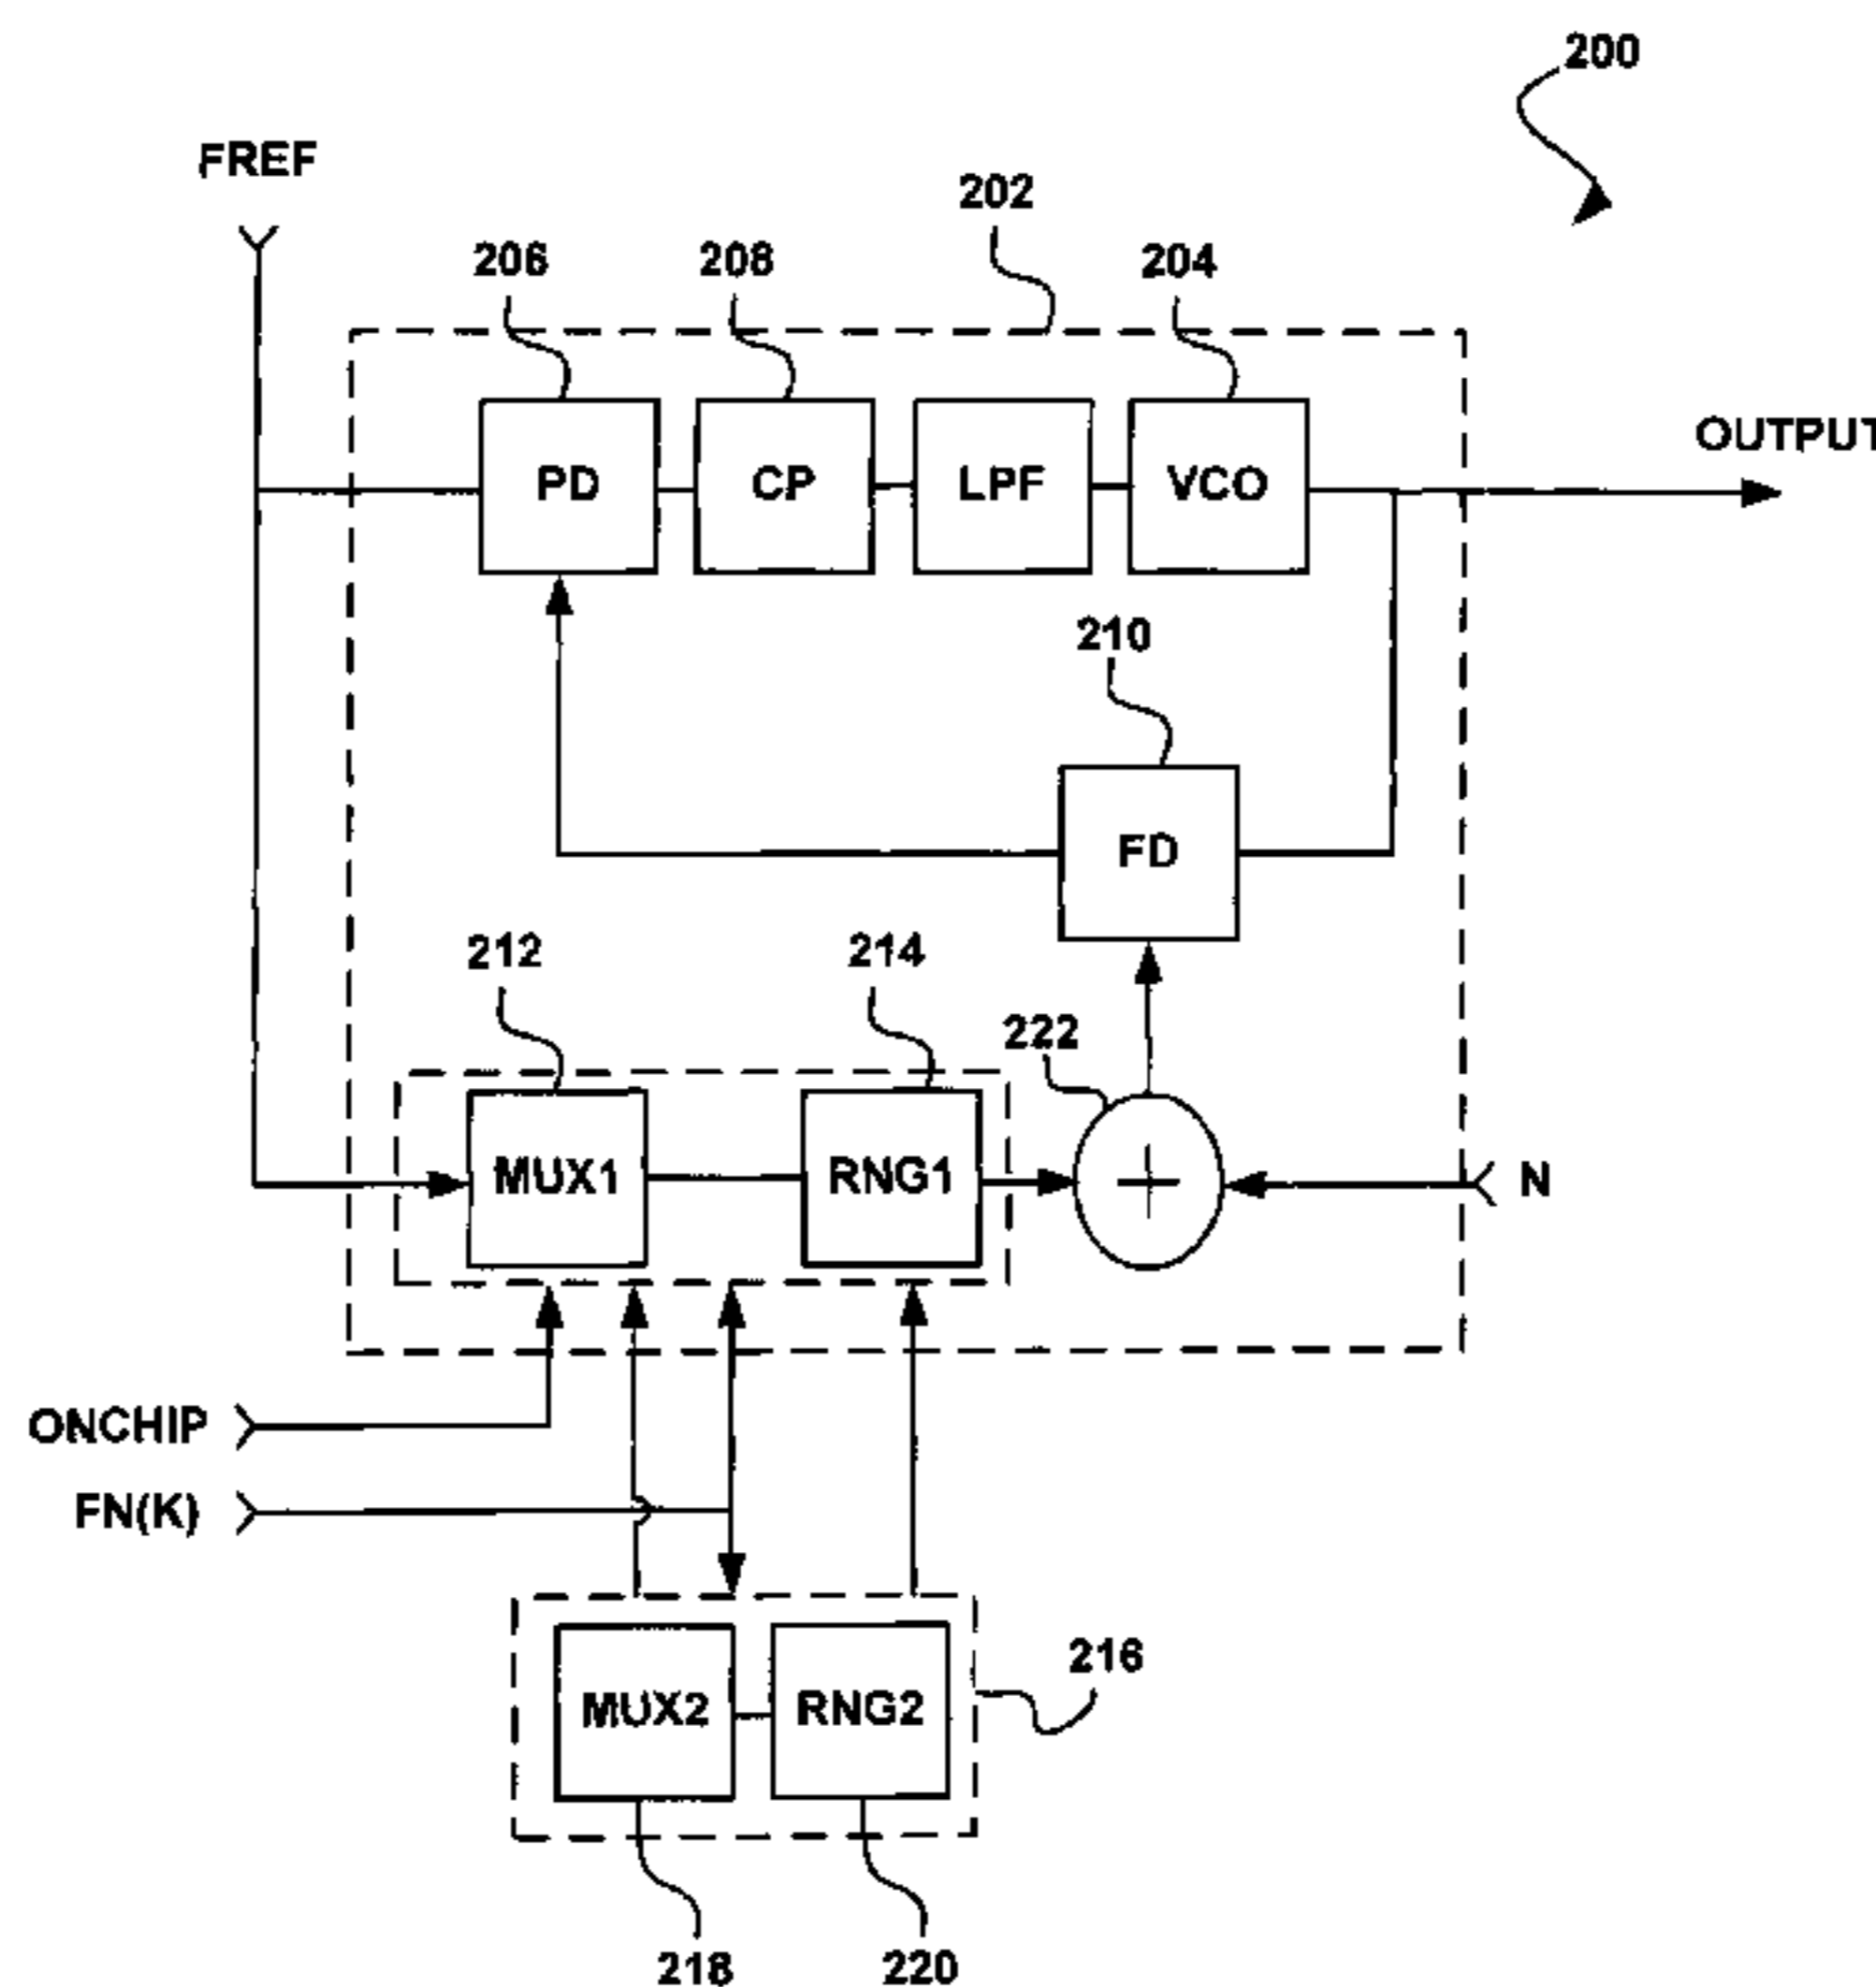 200
FREF
202
206
208
204
PD
CP
LPF
VCO
OUTPUT
210
FD
212
214
222
MUX1
RNG1
+
N
ONCHIP
FN(K)
216
MUX2
RNG2
218
220